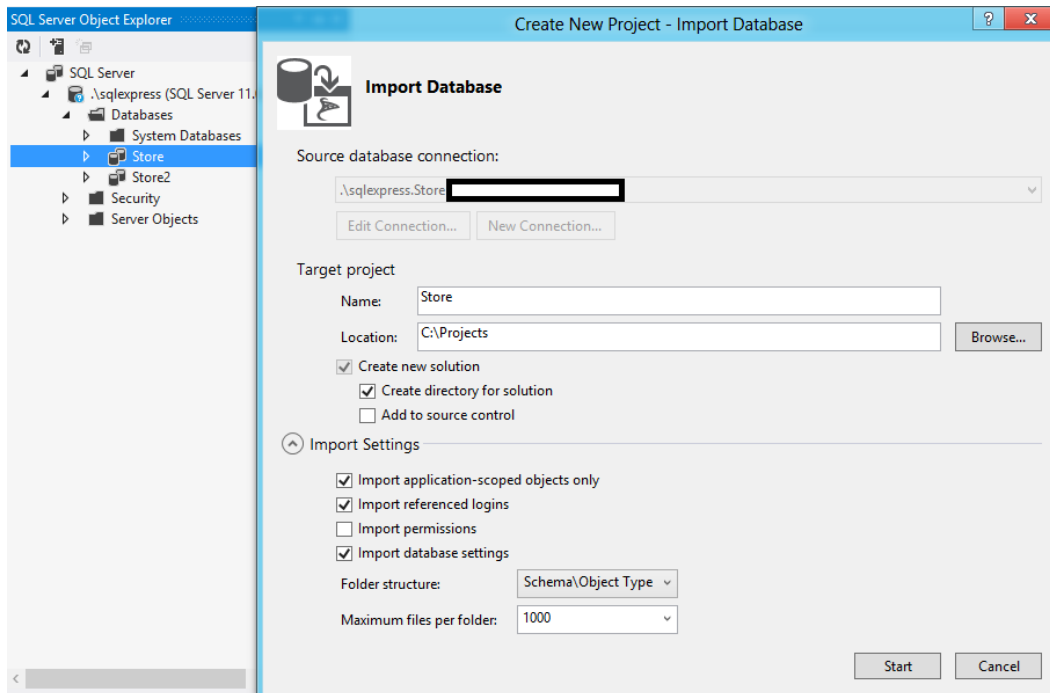 SQL Server Object Explorer
SQL Server
.\sqlexpress (SQL Server 11.
Databases
System Databases
Store
Store2
Security
Server Objects
Create New Project - Import Database
?
x
Import Database
Source database connection:
.\sqlexpress.Store
Edit Connection...
New Connection...
Target project
Name:
Store
Location:
C:\Projects
Browse...
Create new solution
Create directory for solution
Add to source control
Import Settings
Import application-scoped objects only
Import referenced logins
Import permissions
Import database settings
Folder structure:
Schema\Object Type
Maximum files per folder:
1000
Start
Cancel